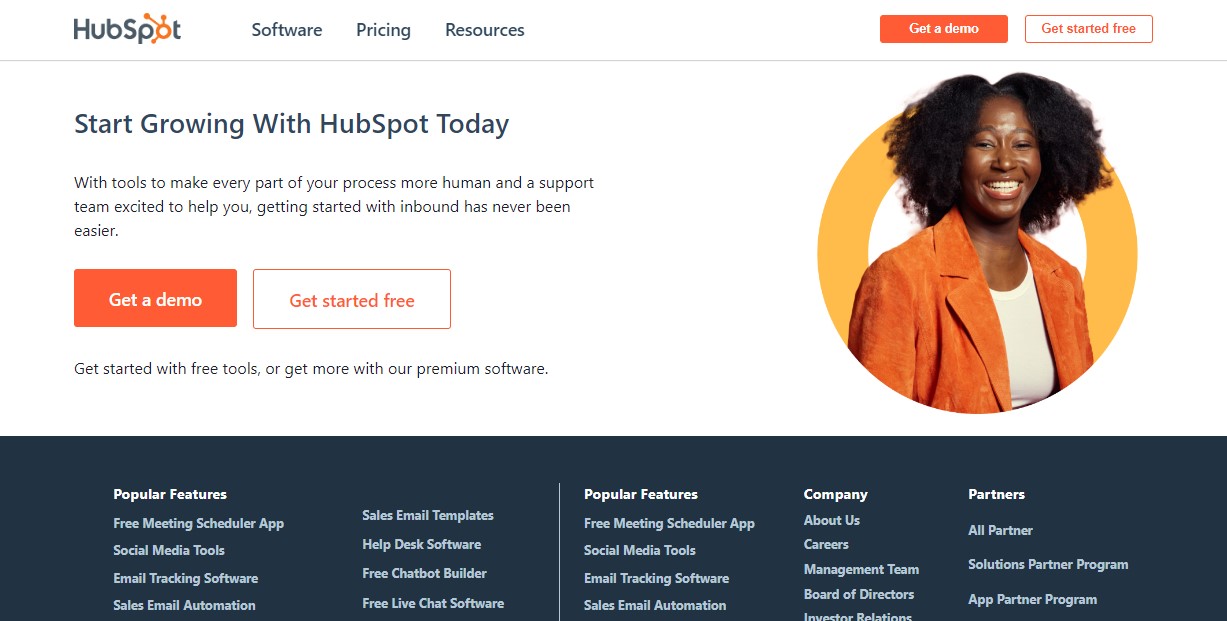 HubSpot
Software
Pricing
Resources
Get a demo
Get started free
Start Growing With HubSpot Today
With tools to make every part of your process more human and a support
team excited to help you, getting started with inbound has never been
easier.
Get a demo
Get started free
Get started with free tools, or get more with our premium software.
Popular Features
Free Meeting Scheduler App
Social Media Tools
Email Tracking Software
Sales Email Automation
Sales Email Templates
Help Desk Software
Free Chatbot Builder
Free Live Chat Software
Popular Features
Free Meeting Scheduler App
Social Media Tools
Email Tracking Software
Sales Email Automation
Company
About Us
Careers
Management Team
Board of Directors
Investor Relations
Partners
All Partner
Solutions Partner Program
App Partner Program